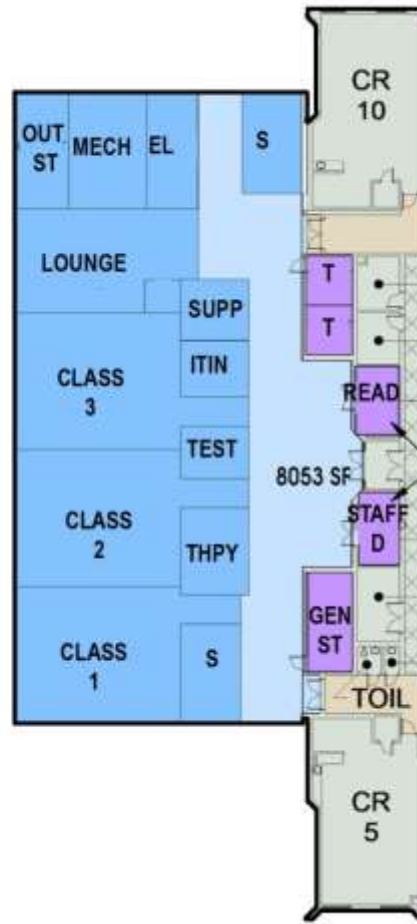 CR
10
OUT
ST
MECH
EL
S
LOUNGE
T
SUPP
T
ITIN
CLASS
3
READ
TEST
8053 SF
CLASS
2
STAFF
D
THPY
GEN
ST
CLASS
1
S
TOIL
CR
5